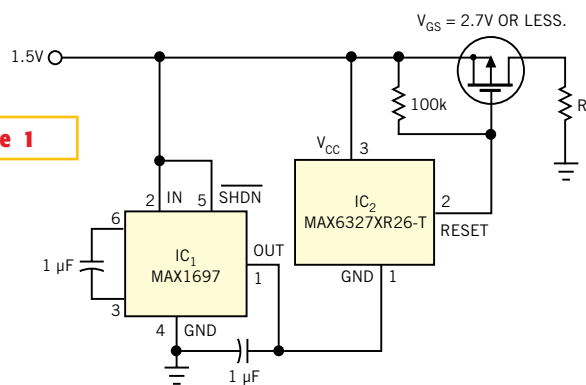 V_GS = 2.7V OR LESS.
1.5V
e 1
100k
R
V_CC 3
2 IN 5 SHDN
IC_2
MAX6327XR26-T
2
RESET
6
IC_1
MAX1697
OUT
1
1 µF
GND 1
3
4 GND
1 µF